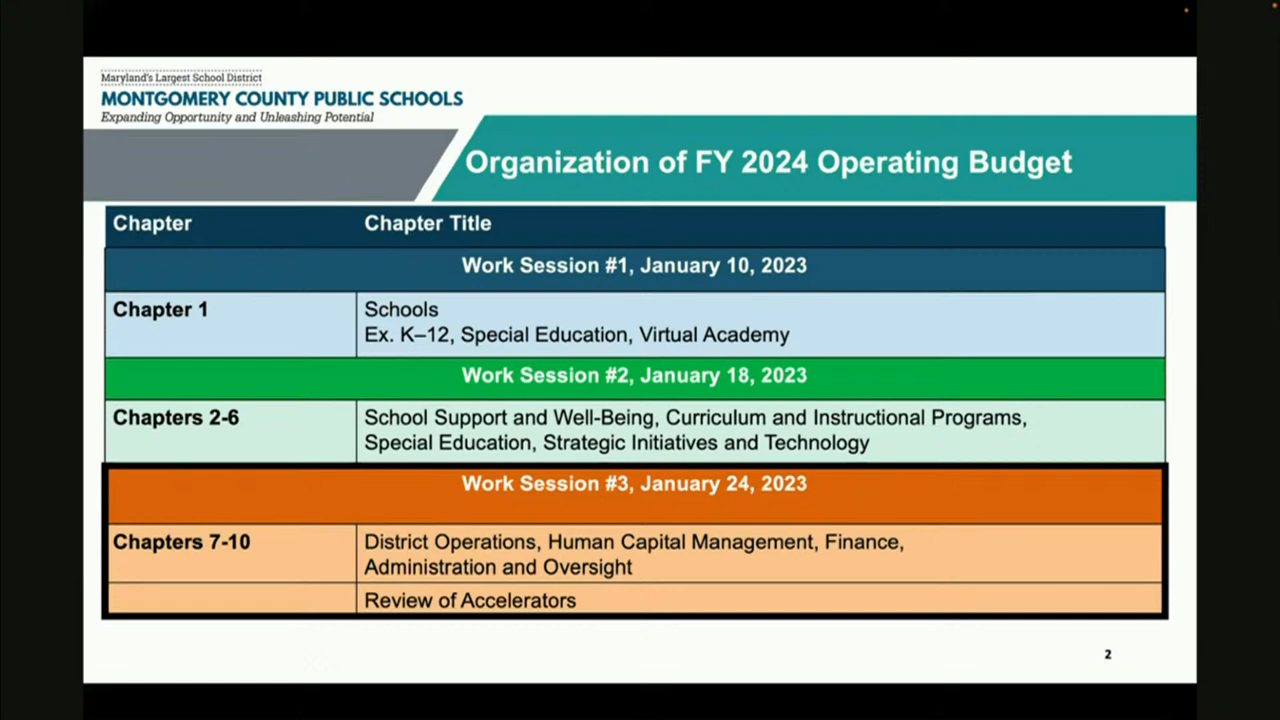 Maryland's Largest School District
MONTGOMERY COUNTY PUBLIC SCHOOLS
Expanding Opportunity and Unleashing Potential
Organization of FY 2024 Operating Budget
Chapter
Chapter Title
Work Session #1, January 10, 2023
Chapter 1
Schools
Ex. K–12, Special Education, Virtual Academy
Work Session #2, January 18, 2023
Chapters 2-6
School Support and Well-Being, Curriculum and Instructional Programs,
Special Education, Strategic Initiatives and Technology
Work Session #3, January 24, 2023
Chapters 7-10
District Operations, Human Capital Management, Finance,
Administration and Oversight
Review of Accelerators
2